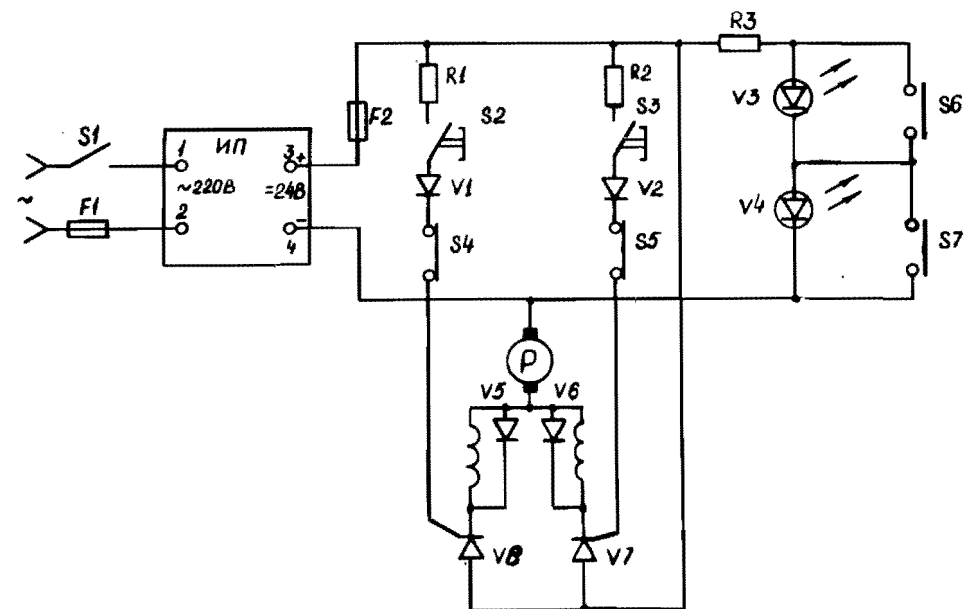 R3
R1
R2
S2
S3
F2
V3
S6
S1
ИП
1
3+
~220В
=24В
V1
V2
~
F1
2
-
4
V4
S4
S5
S7
P
V5
V6
V8
V7